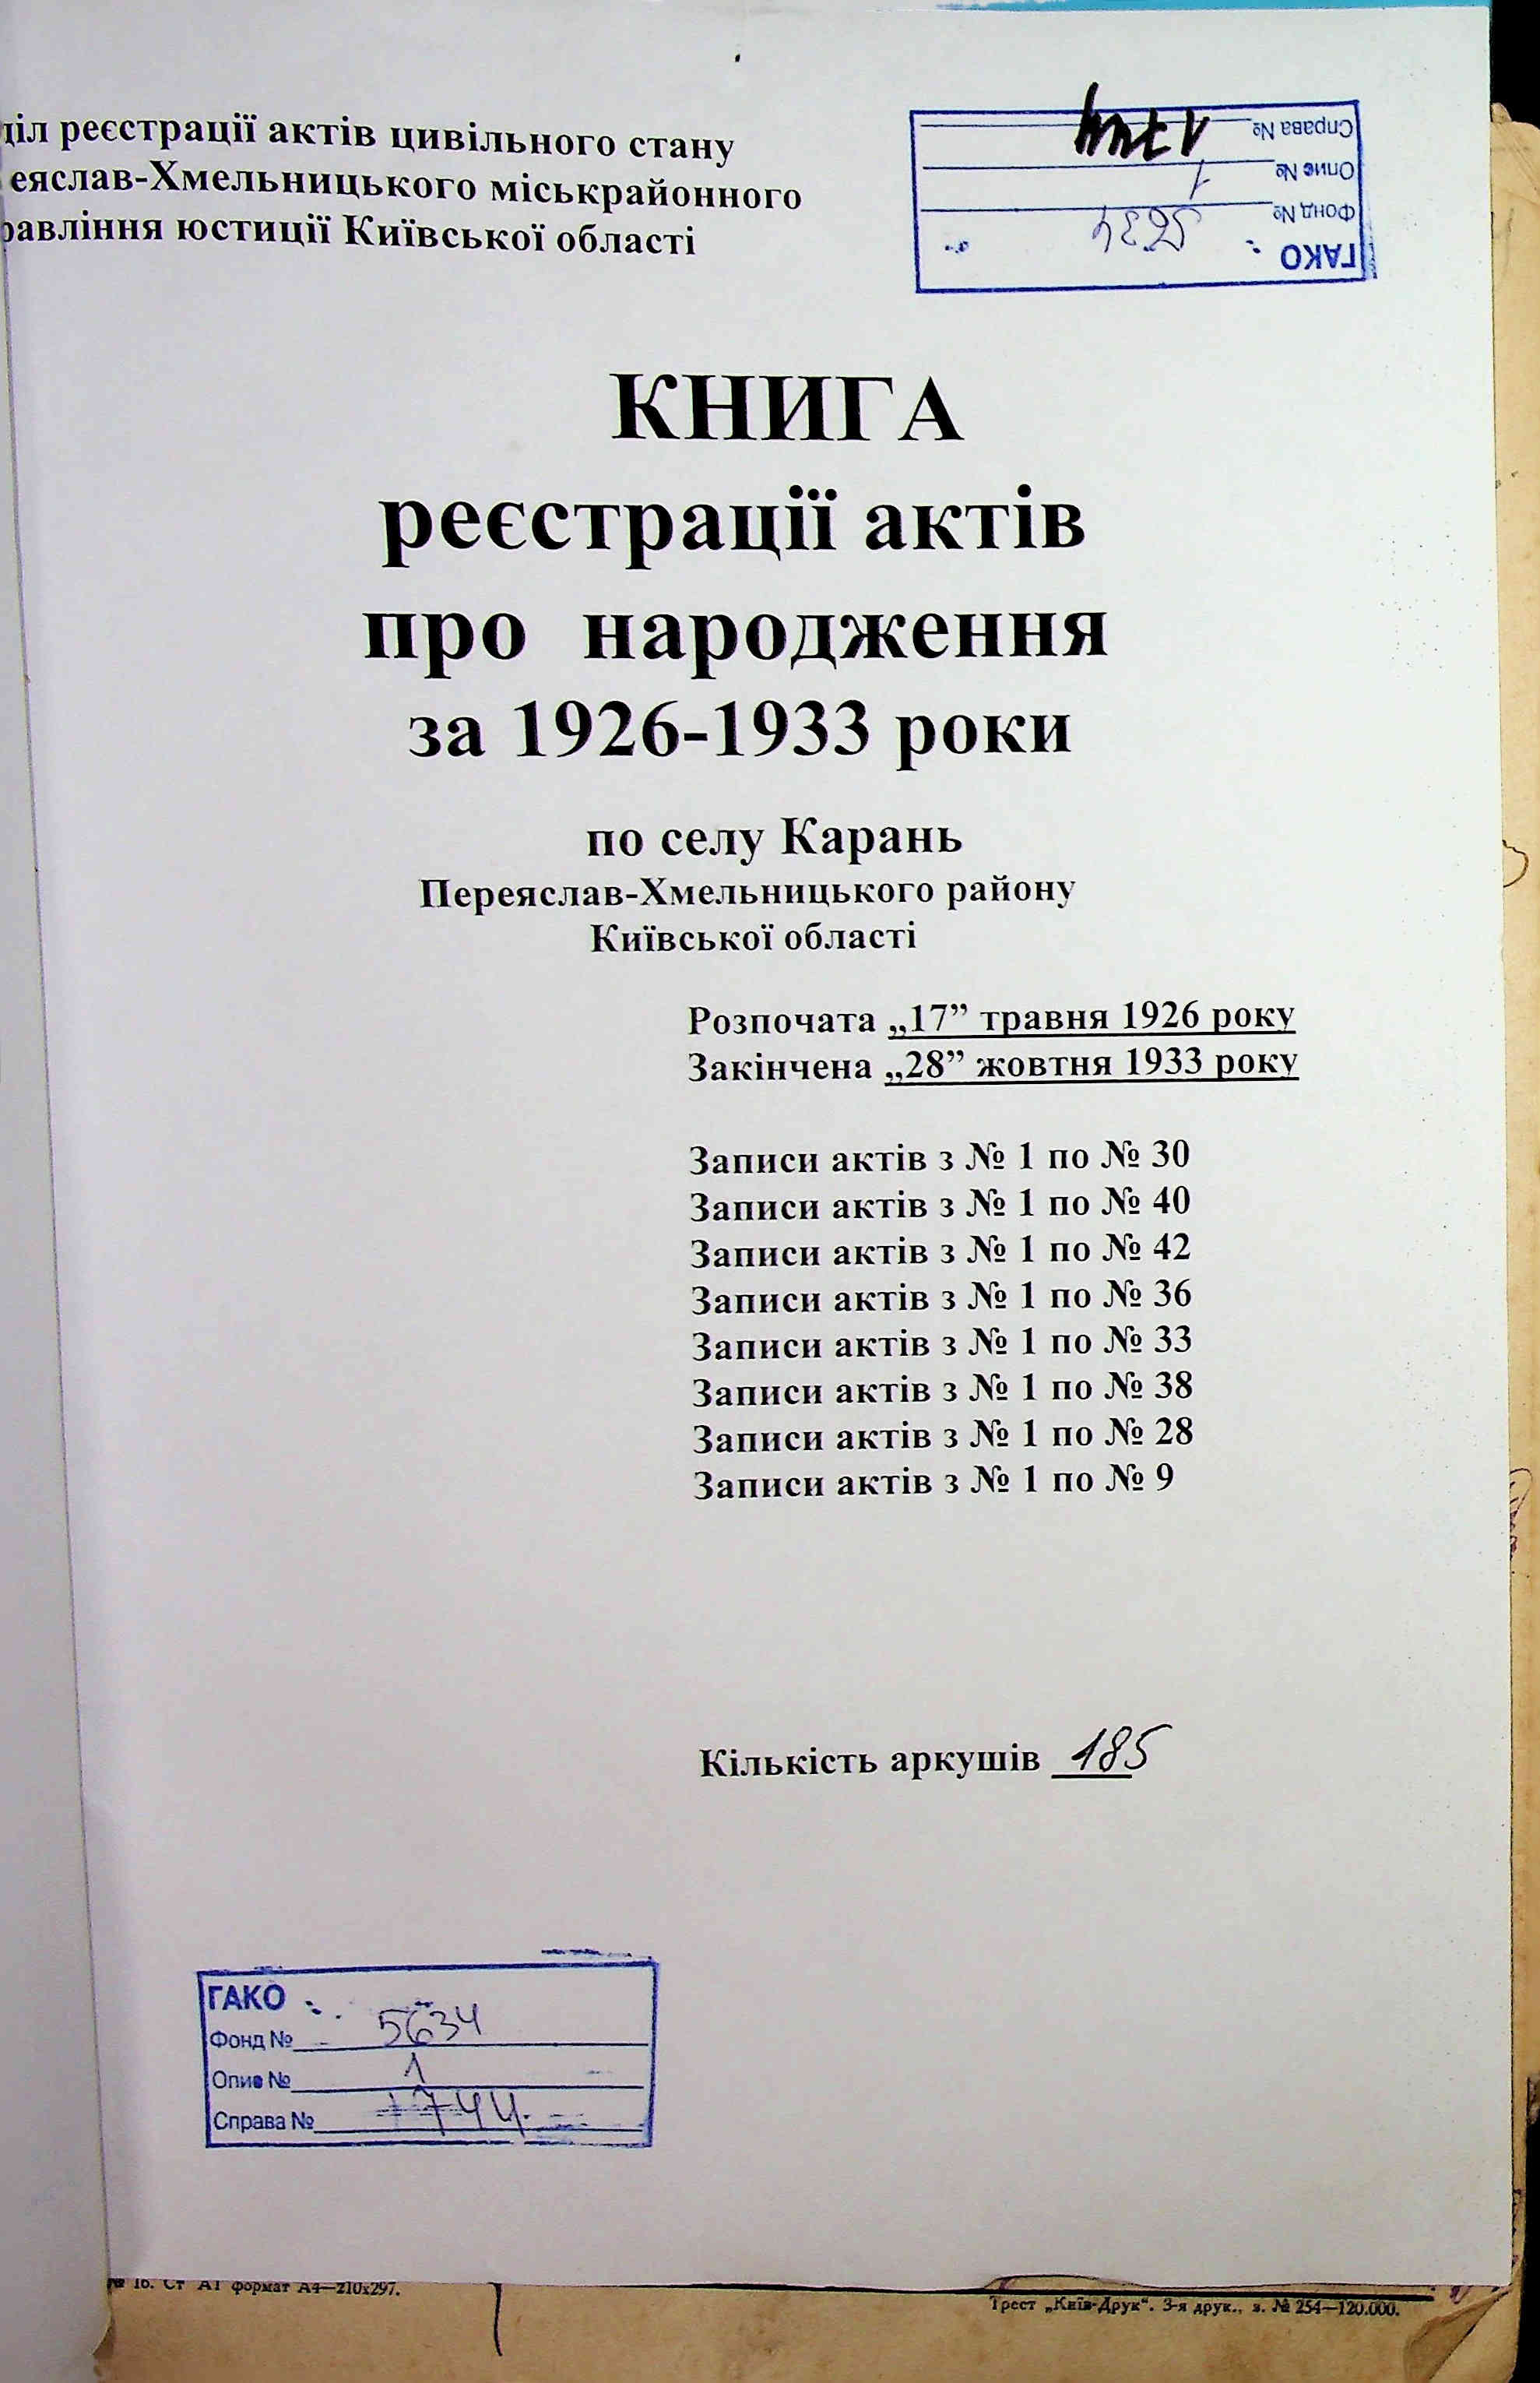 діл реєстрації актів цивільного стану
еяслав-Хмельницького міськрайонного
равління юстиції Київської області
ГАКО
Фонд № 5634
Опис № 1
Справа № 1744
КНИГА
реєстрації актів
про народження
за 1926-1933 роки
по селу Карань
Переяслав-Хмельницького району
Київської області
Розпочата „17” травня 1926 року
Закінчена „28” жовтня 1933 року
Записи актів з № 1 по № 30
Записи актів з № 1 по № 40
Записи актів з № 1 по № 42
Записи актів з № 1 по № 36
Записи актів з № 1 по № 33
Записи актів з № 1 по № 38
Записи актів з № 1 по № 28
Записи актів з № 1 по № 9
Кількість аркушів 185
ГАКО
Фонд № 5634
Опис № 1
Справа № 1744
№ 16. Ст А1 формат А4—210х297.
Трест „Київ-Друк“. 3-я друк., з. № 254—120.000.